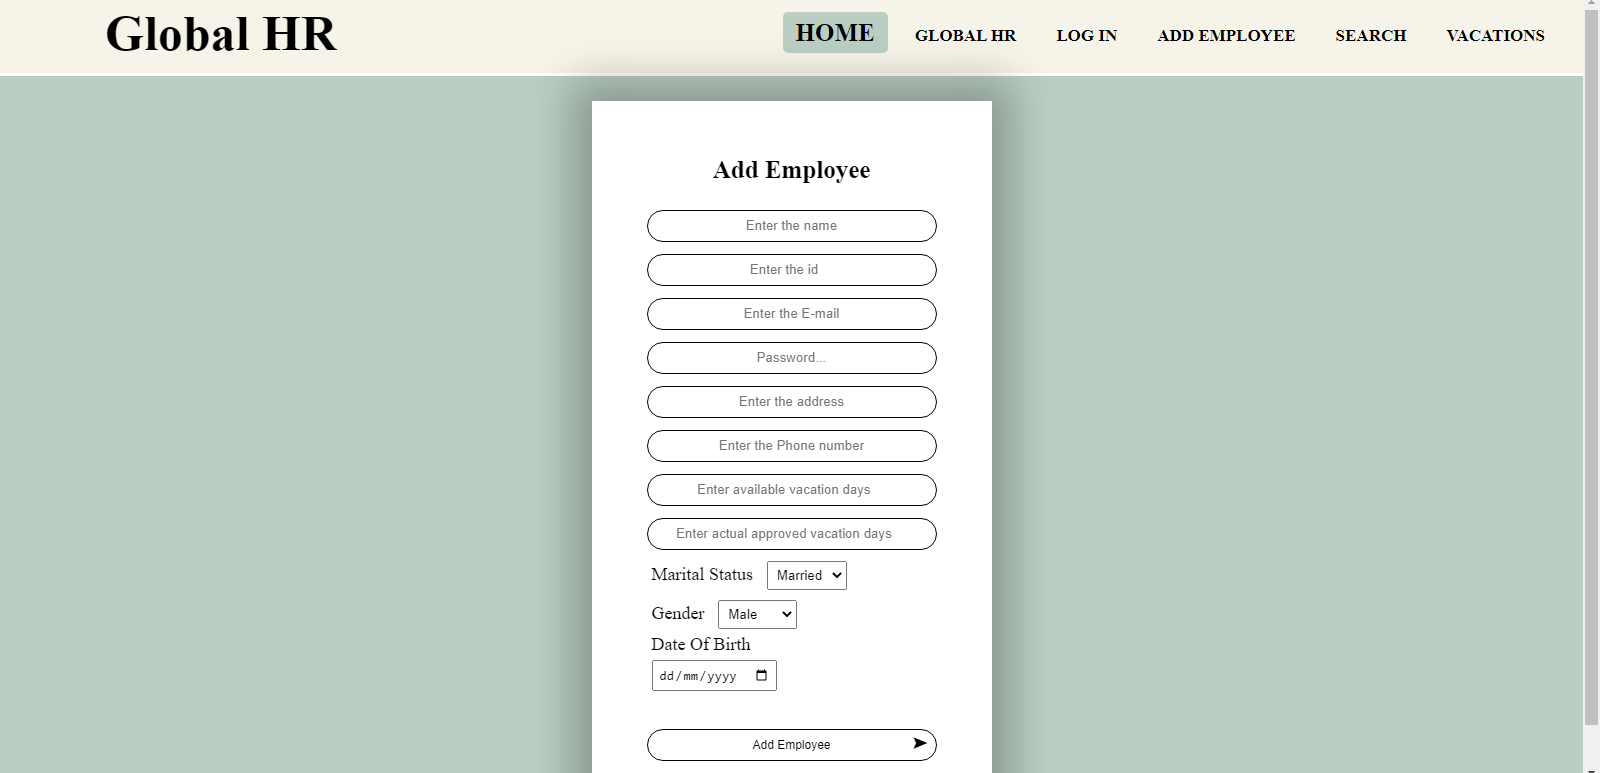 Global HR
HOME GLOBAL HR LOG IN ADD EMPLOYEE SEARCH VACATIONS
Add Employee
Enter the name
Enter the id
Enter the E-mail
Password...
Enter the address
Enter the Phone number
Enter available vacation days
Enter actual approved vacation days
Marital Status Married
Gender Male
Date Of Birth
dd/mm/yyyy
Add Employee